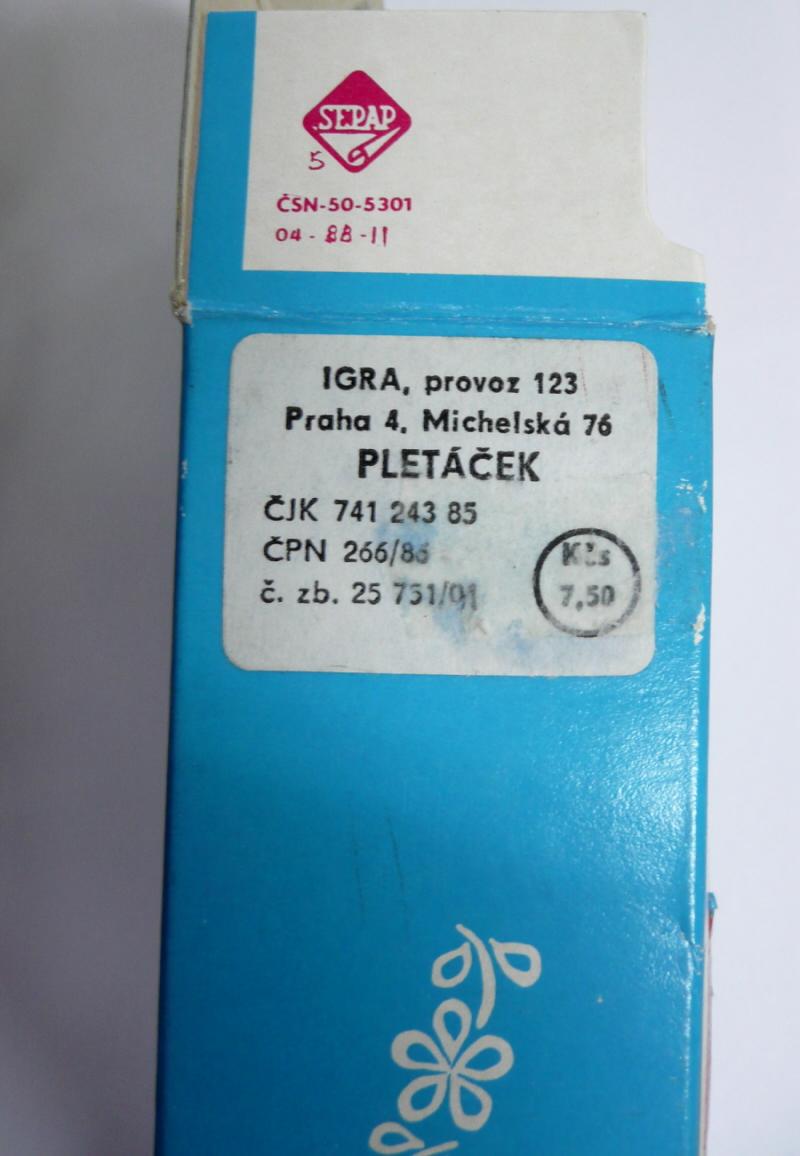 SEPAP
5
ČSN-50-5301
04-88-11
IGRA, provoz 123
Praha 4, Michelská 76
PLETÁČEK
ČJK 741 243 85
ČPN 266/86
č. zb. 25 751/01
Kčs
7,50